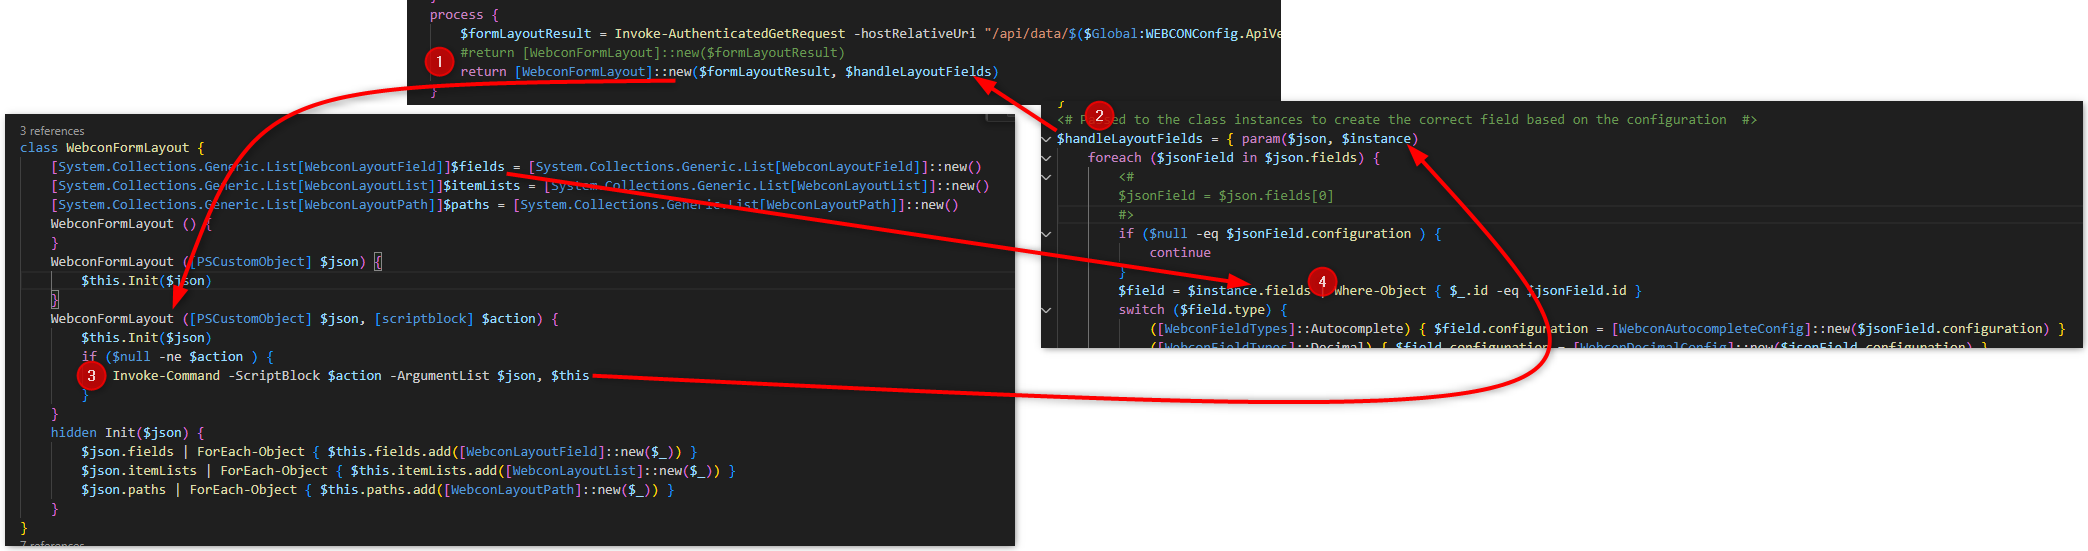 process {
$formLayoutResult = Invoke-AuthenticatedGetRequest -hostRelativeUri "/api/data/$($Global:WEBCONConfig.ApiVe
#return [WebconFormLayout]::new($formLayoutResult)
1
return [WebconFormLayout]::new($formLayoutResult, $handleLayoutFields)
}
3 references
class WebconFormLayout {
[System.Collections.Generic.List[WebconLayoutField]]$fields = [System.Collections.Generic.List[WebconLayoutField]]::new()
[System.Collections.Generic.List[WebconLayoutList]]$itemLists = [System.Collections.Generic.List[WebconLayoutList]]::new()
[System.Collections.Generic.List[WebconLayoutPath]]$paths = [System.Collections.Generic.List[WebconLayoutPath]]::new()
WebconFormLayout () {
}
WebconFormLayout ([PSCustomObject] $json) {
$this.Init($json)
}
WebconFormLayout ([PSCustomObject] $json, [scriptblock] $action) {
$this.Init($json)
if ($null -ne $action ) {
3 Invoke-Command -ScriptBlock $action -ArgumentList $json, $this
}
}
hidden Init($json) {
$json.fields | ForEach-Object { $this.fields.add([WebconLayoutField]::new($_)) }
$json.itemLists | ForEach-Object { $this.itemLists.add([WebconLayoutList]::new($_)) }
$json.paths | ForEach-Object { $this.paths.add([WebconLayoutPath]::new($_)) }
}
}
7 references
}
2
<# to the class instances to create the correct field based on the configuration #>
$handleLayoutFields = { param($json, $instance)
foreach ($jsonField in $json.fields) {
<#
$jsonField = $json.fields[0]
#>
if ($null -eq $jsonField.configuration ) {
continue
}
4
$field = $instance.fields | Where-Object { $_.id -eq $jsonField.id }
switch ($field.type) {
([WebconFieldTypes]::Autocomplete) { $field.configuration = [WebconAutocompleteConfig]::new($jsonField.configuration) }
([WebconFieldTypes]::Decimal) { $field.configuration = [WebconDecimalConfig]::new($jsonField.configuration) }